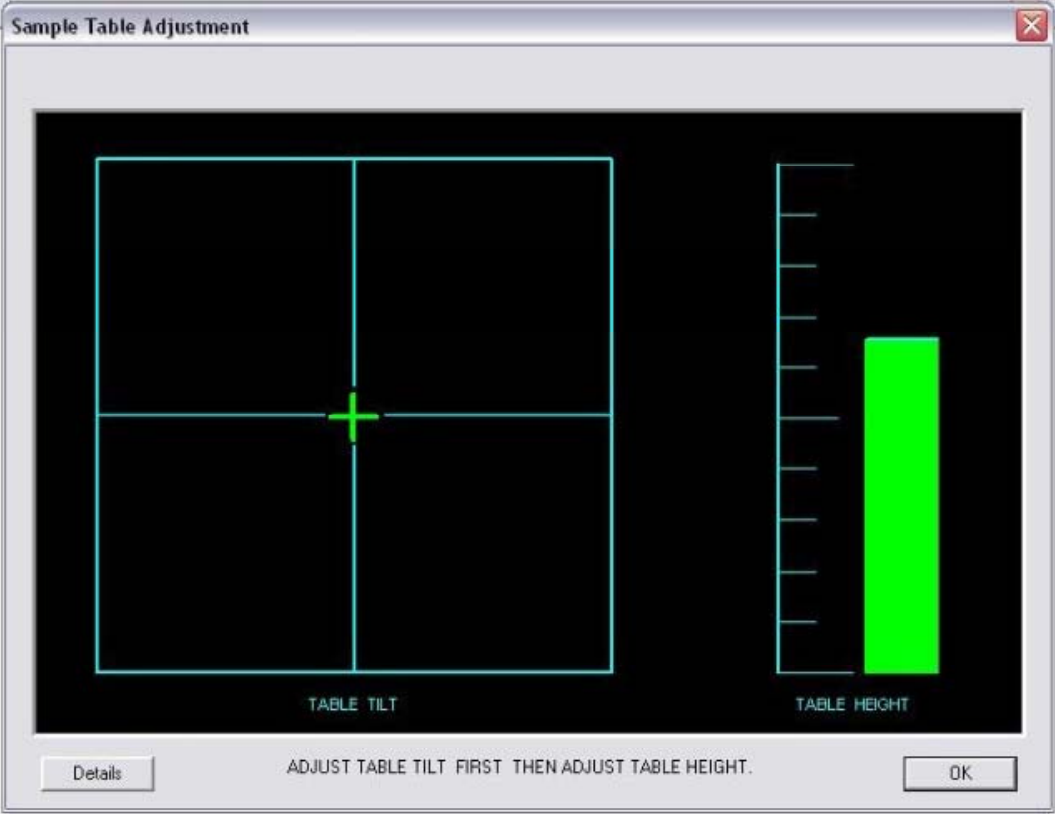 Sample Table Adjustment
TABLE TILT
TABLE HEIGHT
Details
ADJUST TABLE TILT FIRST THEN ADJUST TABLE HEIGHT.
OK